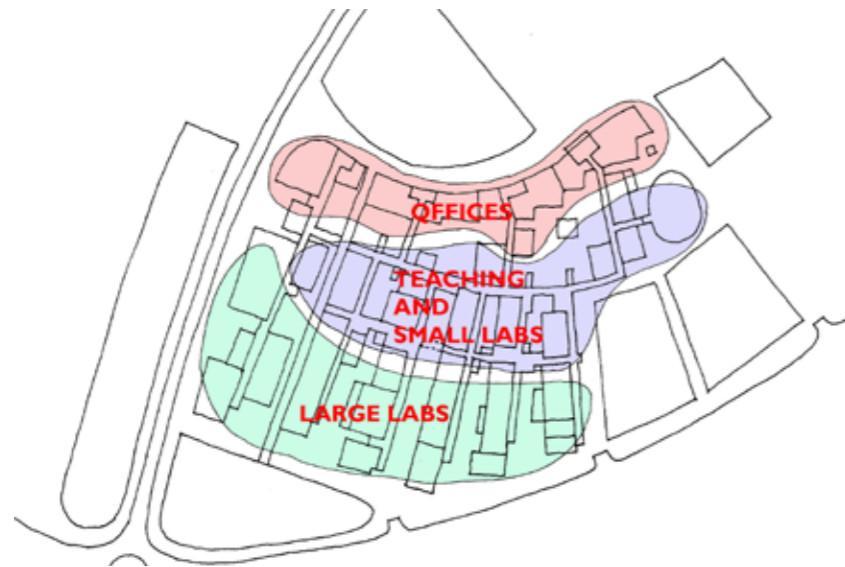 OFFICES
TEACHING
AND
SMALL LABS
LARGE LABS